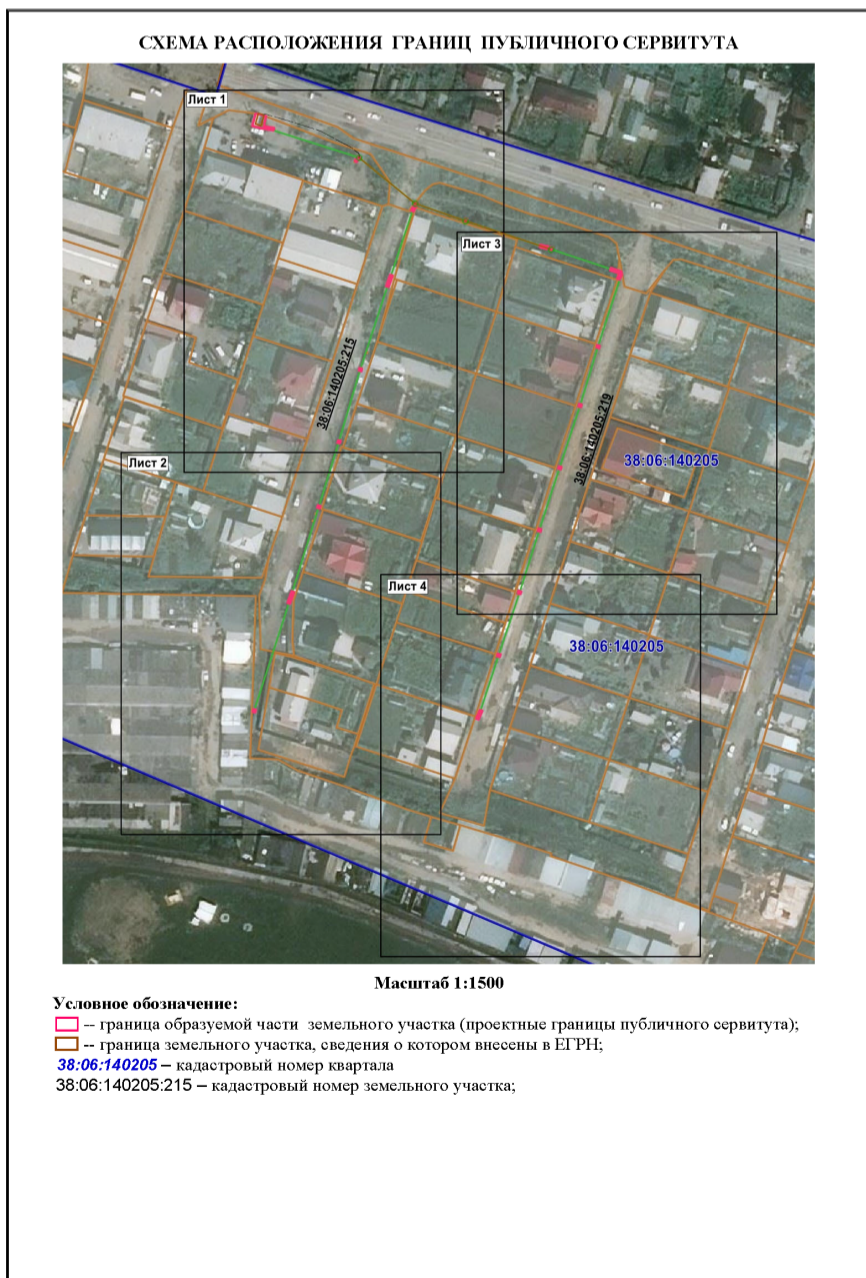 СХЕМА РАСПОЛОЖЕНИЯ ГРАНИЦ ПУБЛИЧНОГО СЕРВИТУТА
Лист 1
Лист 3
38:06:140205:215
38:06:140205:219
38:06:140205
Лист 2
Лист 4
38:06:140205
Масштаб 1:1500
Условное обозначение:
-- граница образуемой части земельного участка (проектные границы публичного сервитута);
-- граница земельного участка, сведения о котором внесены в ЕГРН;
38:06:140205 – кадастровый номер квартала
38:06:140205:215 – кадастровый номер земельного участка;